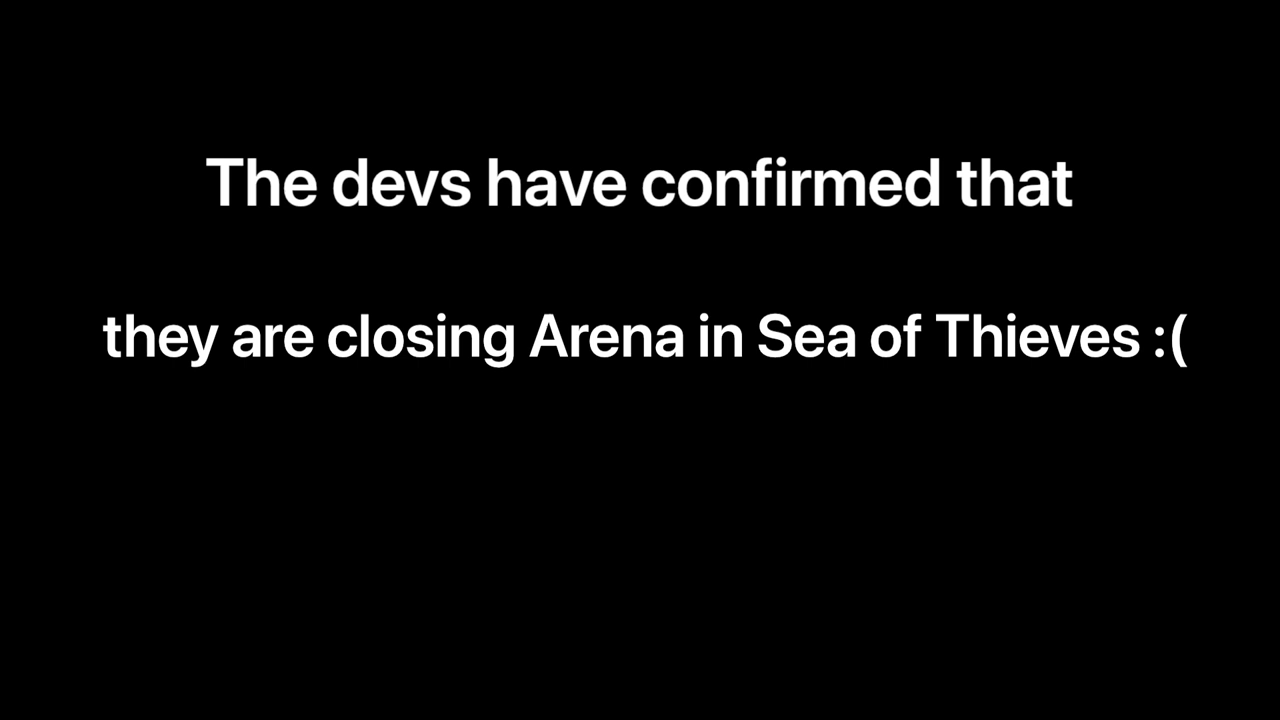 The devs have confirmed that
they are closing Arena in Sea of Thieves :(